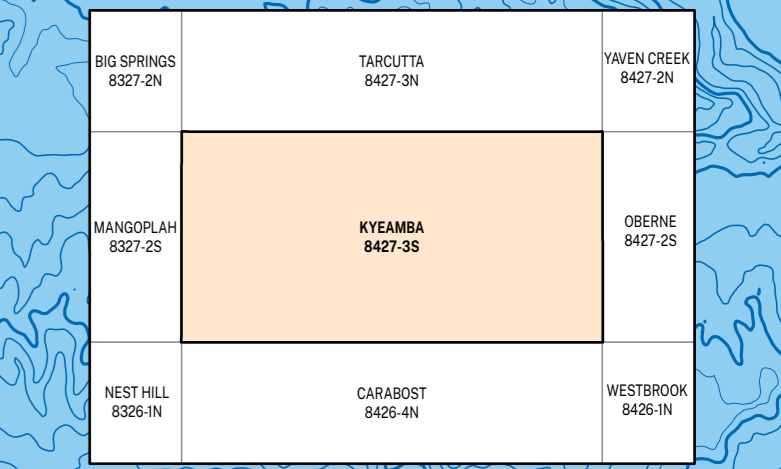 BIG SPRINGS
8327-2N
TARCUTTA
8427-3N
YAVEN CREEK
8427-2N
MANGOPLAH
8327-2S
KYEAMBA
8427-3S
OBERNE
8427-2S
NEST HILL
8326-1N
CARABOST
8426-4N
WESTBROOK
8426-1N